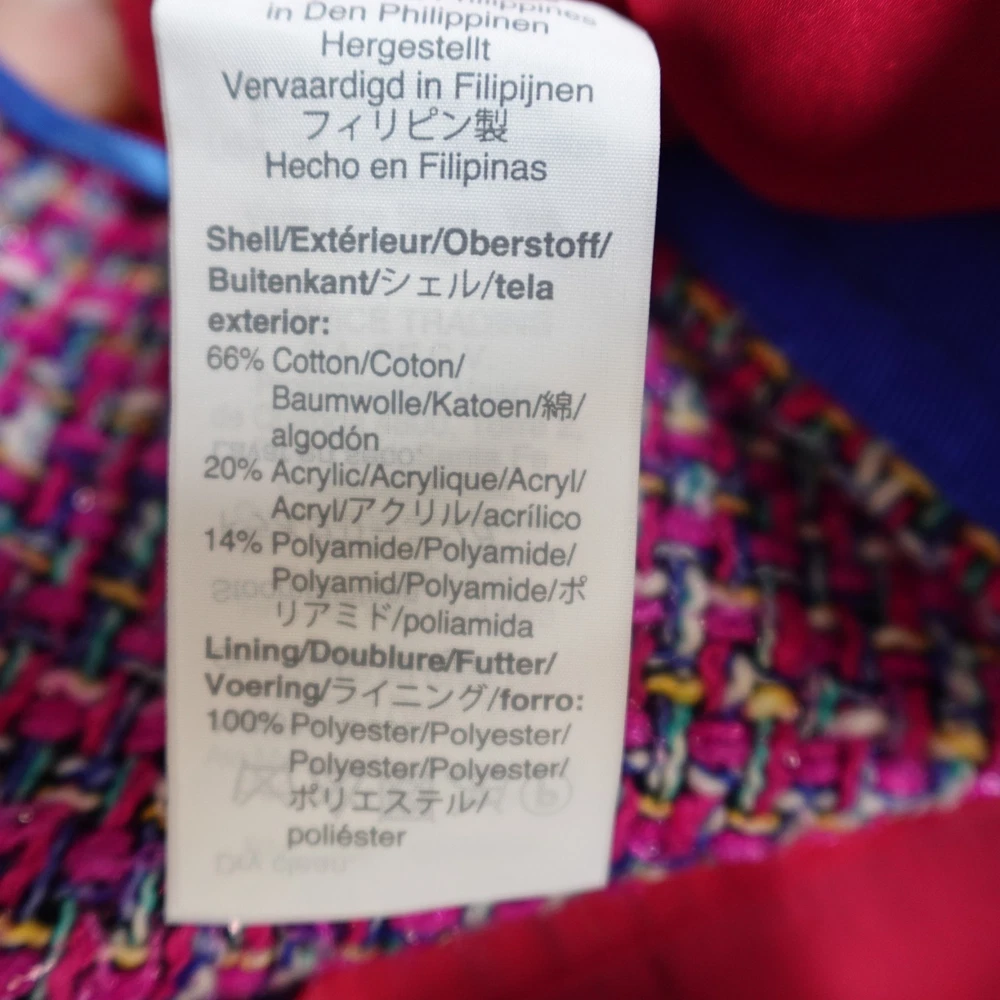 Philippines
in Den Philippinen
Hergestellt
Vervaardigd in Filipijnen
フィリピン製
Hecho en Filipinas
Shell/Extérieur/Oberstoff/
Buitenkant/シェル/tela
exterior:
66% Cotton/Coton/
Baumwolle/Katoen/綿/
algodón
20% Acrylic/Acrylique/Acryl/
Acryl/アクリル/acrílico
14% Polyamide/Polyamide/
Polyamid/Polyamide/ポ
リアミド/poliamida
Lining/Doublure/Futter/
Voering/ライニング/forro:
100% Polyester/Polyester/
Polyester/Polyester/
ポリエステル/
poliéster